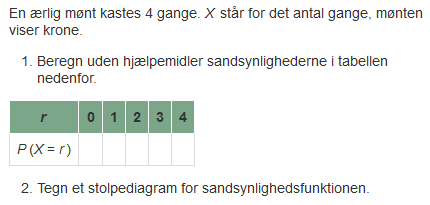 En ærlig mønt kastes 4 gange. X står for det antal gange, mønten
viser krone.
1. Beregn uden hjælpemidler sandsynlighederne i tabellen
nedenfor.
r 0 1 2 3 4
P(X = r)
2. Tegn et stolpediagram for sandsynlighedsfunktionen.